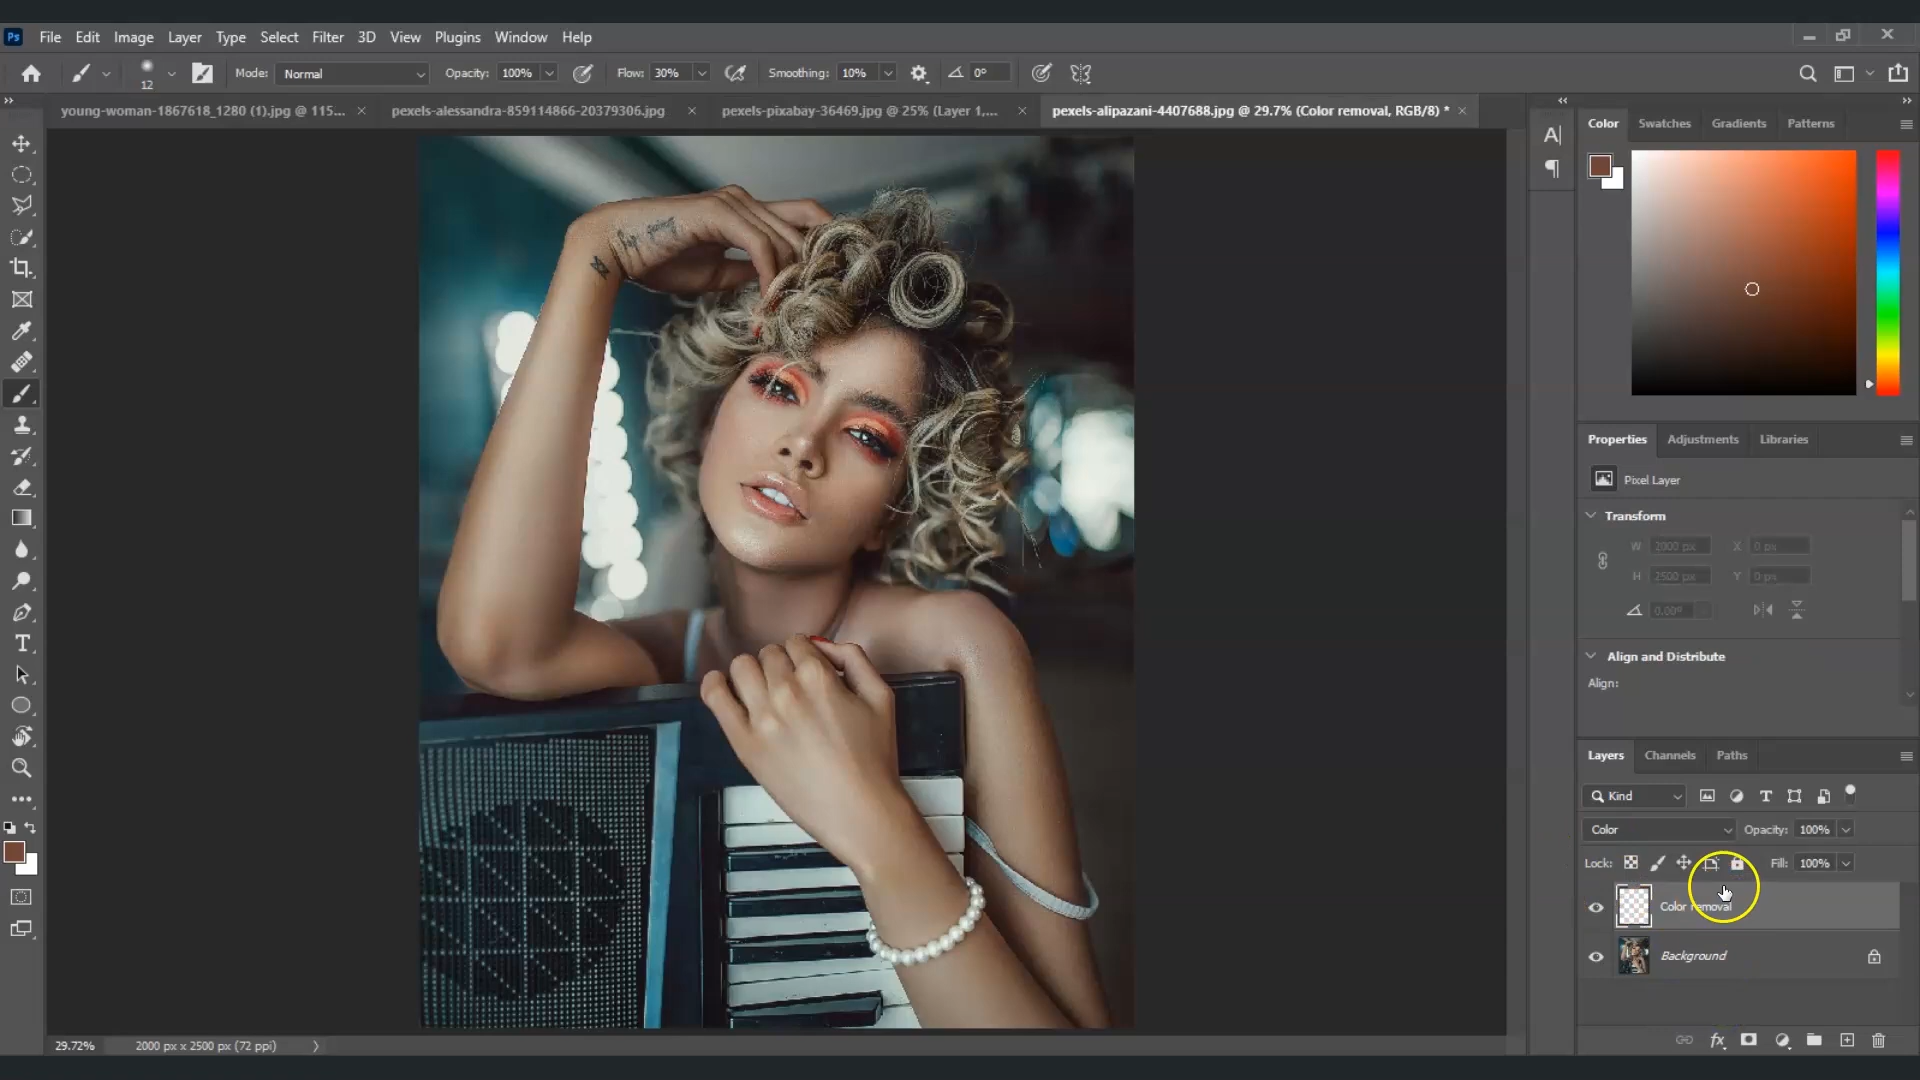 Ps File Edit Image Layer Type Select Filter 3D View Plugins Window Help
12 Mode: Normal Opacity: 100% Flow: 30% Smoothing: 10% 0°
young-woman-1867618_1280 (1).jpg @ 115... pexels-alessandra-859114866-20379306.jpg pexels-pixabay-36469.jpg @ 25% (Layer 1,... pexels-alipazani-4407688.jpg @ 29.7% (Color removal, RGB/8) *
Color Swatches Gradients Patterns
Properties Adjustments Libraries
Pixel Layer
Transform
W 2000 px X 0 px
H 2500 px Y 0 px
0.00°
Align and Distribute
Align:
Layers Channels Paths
Kind
Color Opacity: 100%
Lock: Fill: 100%
Color removal
Background
fx
29.72% 2000 px x 2500 px (72 ppi)